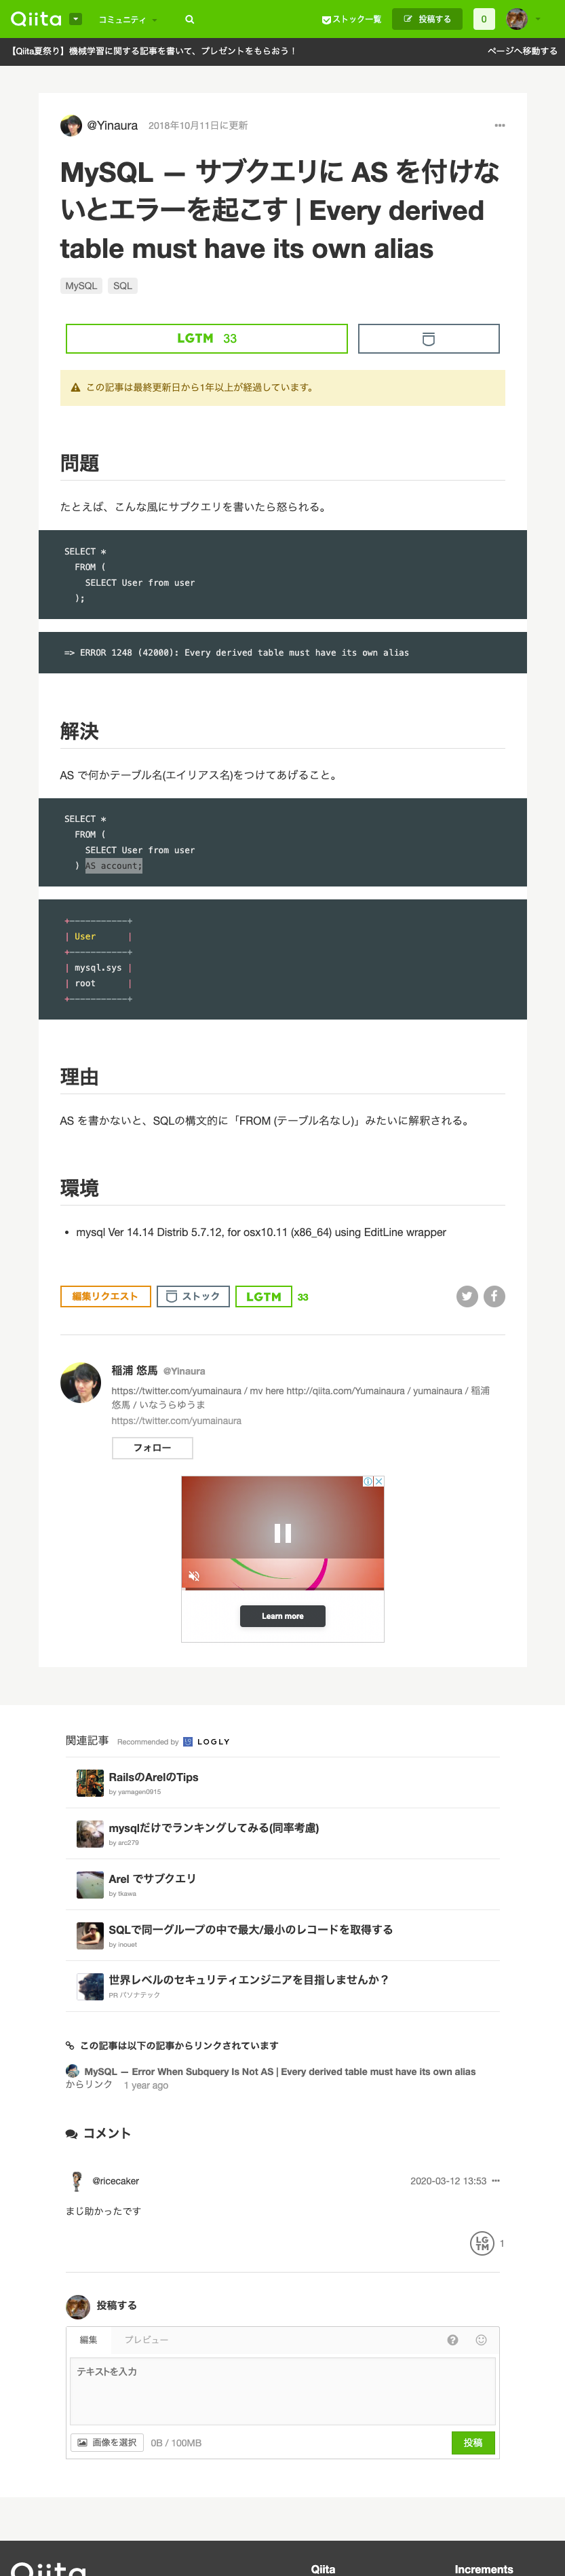 Qiita コミュニティ ストック一覧 投稿する 0
【Qiita夏祭り】機械学習に関する記事を書いて、プレゼントをもらおう！ ページへ移動する
@Yinaura 2018年10月11日に更新
MySQL — サブクエリに AS を付けな
いとエラーを起こす | Every derived
table must have its own alias
MySQL SQL
LGTM 33
この記事は最終更新日から1年以上が経過しています。
問題
たとえば、こんな風にサブクエリを書いたら怒られる。
SELECT *
FROM (
SELECT User from user
);
=> ERROR 1248 (42000): Every derived table must have its own alias
解決
AS で何かテーブル名(エイリアス名)をつけてあげること。
SELECT *
FROM (
SELECT User from user
) AS account;
+-----------+
| User      |
+-----------+
| mysql.sys |
| root      |
+-----------+
理由
AS を書かないと、SQLの構文的に「FROM (テーブル名なし)」みたいに解釈される。
環境
• mysql Ver 14.14 Distrib 5.7.12, for osx10.11 (x86_64) using EditLine wrapper
編集リクエスト ストック LGTM 33
稲浦 悠馬 @Yinaura
https://twitter.com/yumainaura / mv here http://qiita.com/Yumainaura / yumainaura / 稲浦
悠馬 / いなうらゆうま
https://twitter.com/yumainaura
フォロー
Learn more
関連記事 Recommended by LOGLY
RailsのArelのTips
by yamagen0915
mysqlだけでランキングしてみる(同率考慮)
by arc279
Arel でサブクエリ
by tkawa
SQLで同一グループの中で最大/最小のレコードを取得する
by inouet
世界レベルのセキュリティエンジニアを目指しませんか？
PR パソナテック
この記事は以下の記事からリンクされています
MySQL — Error When Subquery Is Not AS | Every derived table must have its own alias
からリンク 1 year ago
コメント
@ricecaker 2020-03-12 13:53
まじ助かったです
LGTM 1
投稿する
編集 プレビュー
テキストを入力
画像を選択 0B / 100MB 投稿
Qiita Qiita Increments